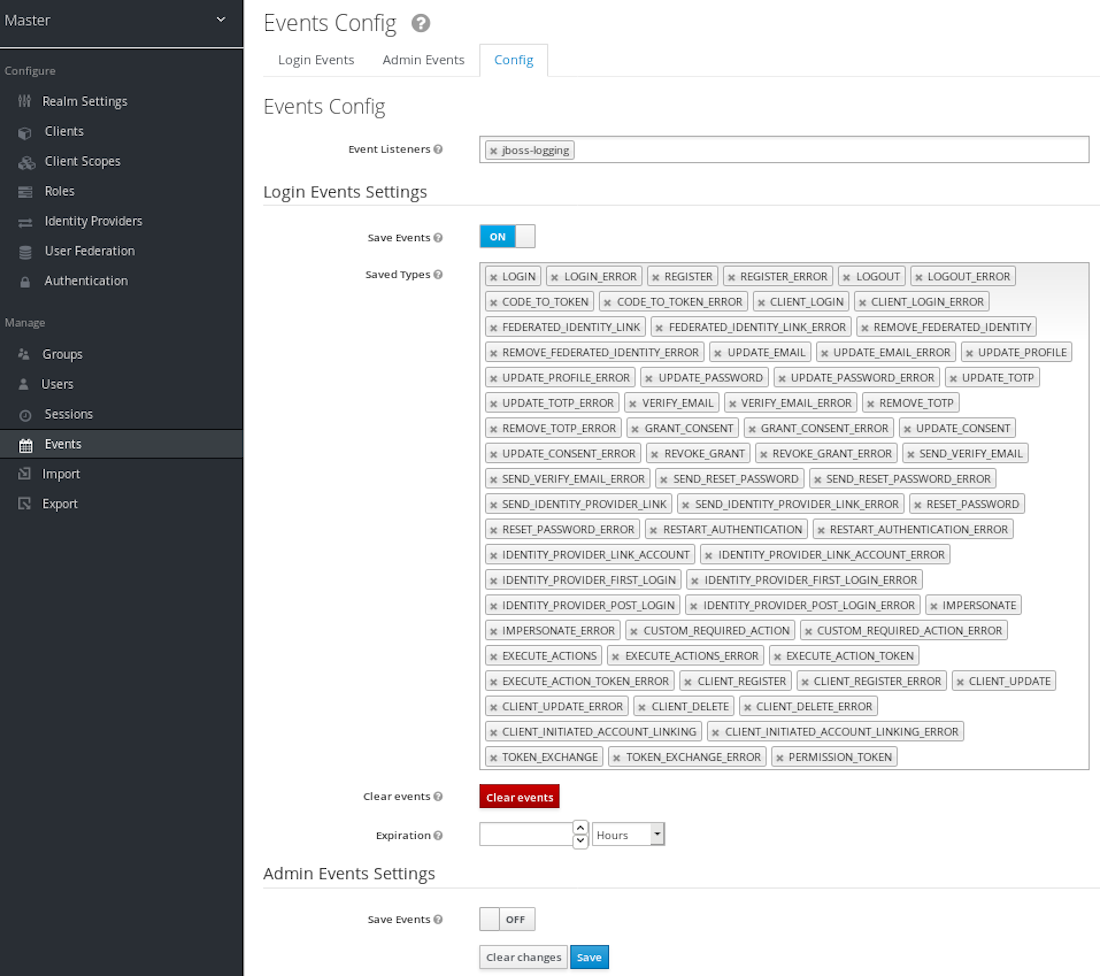 Master
Configure
Realm Settings
Clients
Client Scopes
Roles
Identity Providers
User Federation
Authentication
Manage
Groups
Users
Sessions
Events
Import
Export
Events Config ?
Login Events Admin Events Config
Events Config
Event Listeners ? × jboss-logging
Login Events Settings
Save Events ? ON
Saved Types ? × LOGIN × LOGIN_ERROR × REGISTER × REGISTER_ERROR × LOGOUT × LOGOUT_ERROR
× CODE_TO_TOKEN × CODE_TO_TOKEN_ERROR × CLIENT_LOGIN × CLIENT_LOGIN_ERROR
× FEDERATED_IDENTITY_LINK × FEDERATED_IDENTITY_LINK_ERROR × REMOVE_FEDERATED_IDENTITY
× REMOVE_FEDERATED_IDENTITY_ERROR × UPDATE_EMAIL × UPDATE_EMAIL_ERROR × UPDATE_PROFILE
× UPDATE_PROFILE_ERROR × UPDATE_PASSWORD × UPDATE_PASSWORD_ERROR × UPDATE_TOTP
× UPDATE_TOTP_ERROR × VERIFY_EMAIL × VERIFY_EMAIL_ERROR × REMOVE_TOTP
× REMOVE_TOTP_ERROR × GRANT_CONSENT × GRANT_CONSENT_ERROR × UPDATE_CONSENT
× UPDATE_CONSENT_ERROR × REVOKE_GRANT × REVOKE_GRANT_ERROR × SEND_VERIFY_EMAIL
× SEND_VERIFY_EMAIL_ERROR × SEND_RESET_PASSWORD × SEND_RESET_PASSWORD_ERROR
× SEND_IDENTITY_PROVIDER_LINK × SEND_IDENTITY_PROVIDER_LINK_ERROR × RESET_PASSWORD
× RESET_PASSWORD_ERROR × RESTART_AUTHENTICATION × RESTART_AUTHENTICATION_ERROR
× IDENTITY_PROVIDER_LINK_ACCOUNT × IDENTITY_PROVIDER_LINK_ACCOUNT_ERROR
× IDENTITY_PROVIDER_FIRST_LOGIN × IDENTITY_PROVIDER_FIRST_LOGIN_ERROR
× IDENTITY_PROVIDER_POST_LOGIN × IDENTITY_PROVIDER_POST_LOGIN_ERROR × IMPERSONATE
× IMPERSONATE_ERROR × CUSTOM_REQUIRED_ACTION × CUSTOM_REQUIRED_ACTION_ERROR
× EXECUTE_ACTIONS × EXECUTE_ACTIONS_ERROR × EXECUTE_ACTION_TOKEN
× EXECUTE_ACTION_TOKEN_ERROR × CLIENT_REGISTER × CLIENT_REGISTER_ERROR × CLIENT_UPDATE
× CLIENT_UPDATE_ERROR × CLIENT_DELETE × CLIENT_DELETE_ERROR
× CLIENT_INITIATED_ACCOUNT_LINKING × CLIENT_INITIATED_ACCOUNT_LINKING_ERROR
× TOKEN_EXCHANGE × TOKEN_EXCHANGE_ERROR × PERMISSION_TOKEN
Clear events ? Clear events
Expiration ? Hours
Admin Events Settings
Save Events ? OFF
Clear changes Save